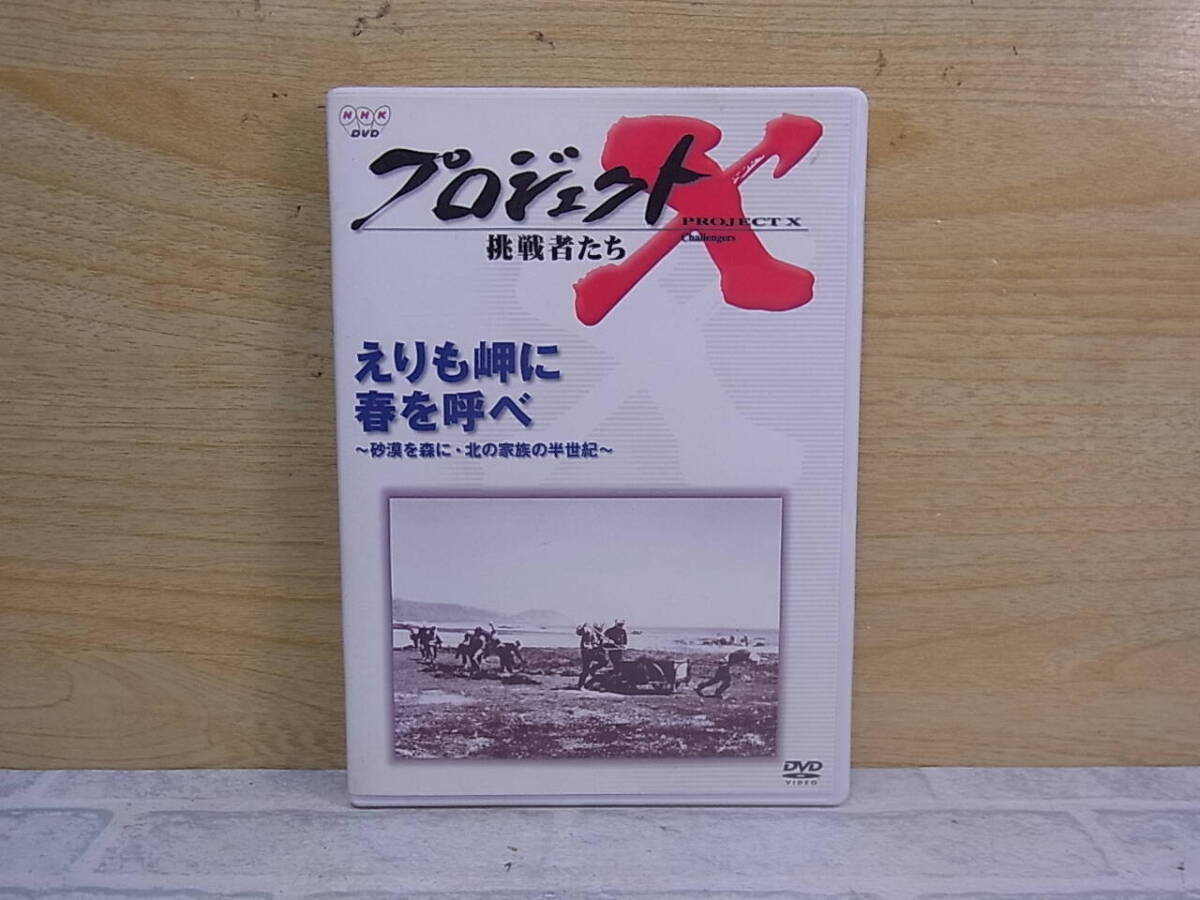 NHK
DVD
プロジェクトX
PROJECT X
Challengers
挑戦者たち
えりも岬に
春を呼べ
～砂漠を森に・北の家族の半世紀～
DVD
VIDEO